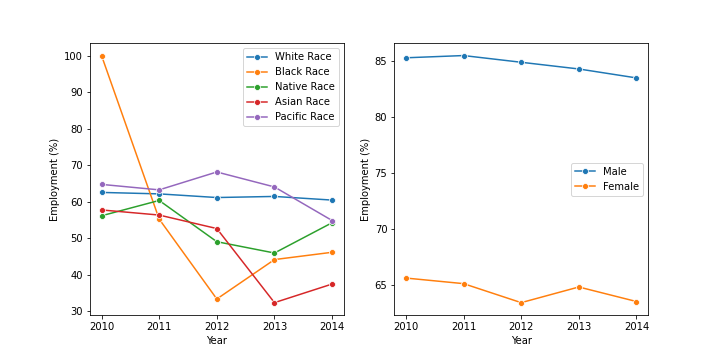 100
90
80
70
60
50
40
30
2010
2011
2012
2013
2014
Employment (%)
Year
White Race
Black Race
Native Race
Asian Race
Pacific Race
85
80
75
70
65
2010
2011
2012
2013
2014
Employment (%)
Year
Male
Female